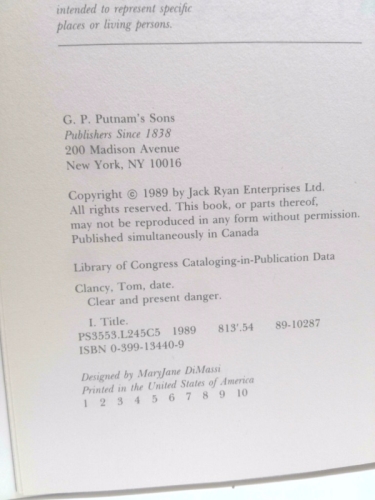 intended to represent specific
places or living persons.
G. P. Putnam's Sons
Publishers Since 1838
200 Madison Avenue
New York, NY 10016
Copyright © 1989 by Jack Ryan Enterprises Ltd.
All rights reserved. This book, or parts thereof,
may not be reproduced in any form without permission.
Published simultaneously in Canada
Library of Congress Cataloging-in-Publication Data
Clancy, Tom, date.
Clear and present danger.
I. Title.
PS3553.L245C5 1989 813'.54 89-10287
ISBN 0-399-13440-9
Designed by MaryJane DiMassi
Printed in the United States of America
1 2 3 4 5 6 7 8 9 10